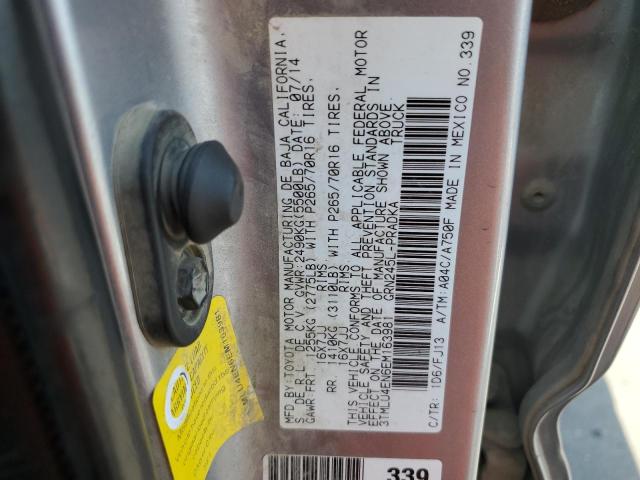 MFD BY:TOYOTA MOTOR MANUFACTURING DE BAJA CALIFORNIA,
S. DE R.L. DE C.V. GVWR:2490KG(5500LB) DATE: 07/14
GAWR:FRT. 1255KG (2775LB) WITH P265/70R16 TIRES,
16X7JJ RIMS
RR. 1410KG (3110LB) WITH P265/70R16 TIRES,
16X7JJ RIMS
THIS VEHICLE CONFORMS TO ALL APPLICABLE FEDERAL MOTOR
VEHICLE SAFETY AND THEFT PREVENTION STANDARDS IN
EFFECT ON THE DATE OF MANUFACTURE SHOWN ABOVE.
3TMLU4EN6EM163981 GRN245L-PRADKA TRUCK
C/TR: 1D6/FJ13 A/TM:A04C/A750F MADE IN MEXICO NO.339
3TMLU4EN6EM163981
339